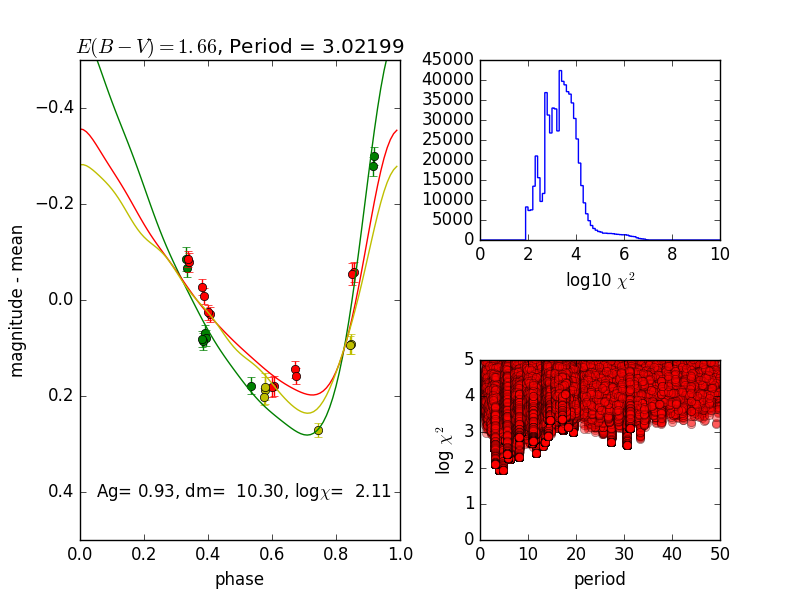 E(B − V) = 1.66, Period = 3.02199
−0.4
−0.2
0.0
0.2
0.4
magnitude - mean
Ag= 0.93, dm= 10.30, logχ= 2.11
0.0 0.2 0.4 0.6 0.8 1.0
phase
45000
40000
35000
30000
25000
20000
15000
10000
5000
0
0 2 4 6 8 10
log10 χ²
5
4
3
2
1
0
log χ²
0 10 20 30 40 50
period